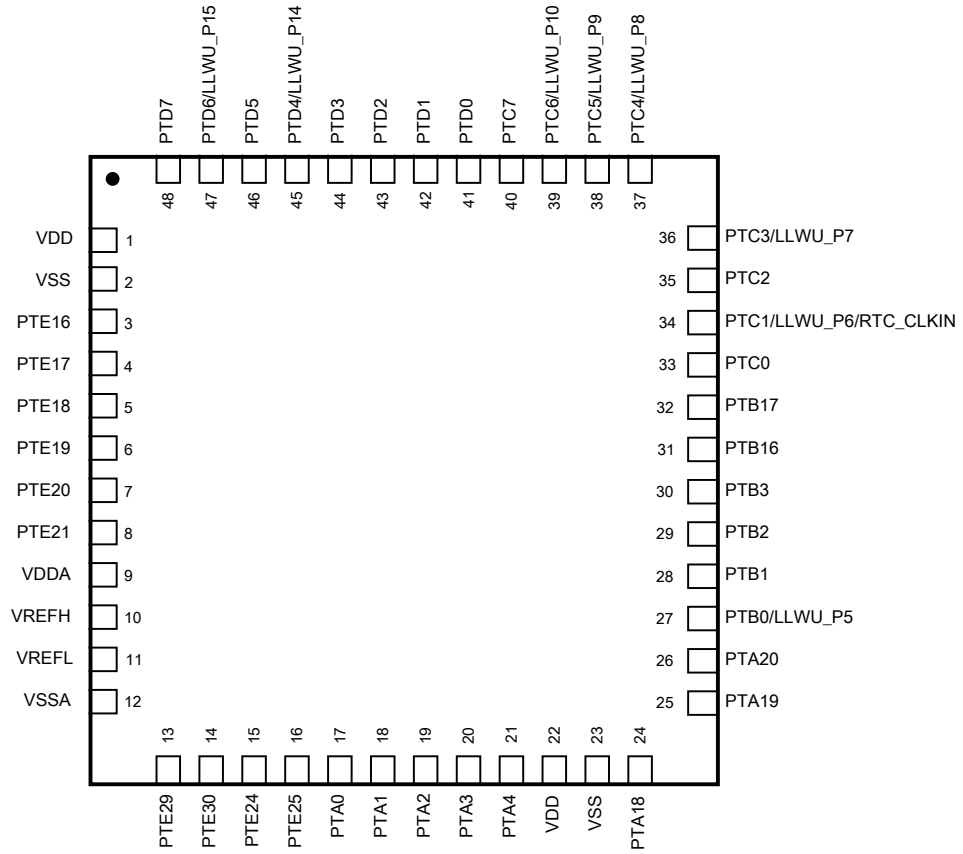 PTD7
PTD6/LLWU_P15
PTD5
PTD4/LLWU_P14
PTD3
PTD2
PTD1
PTD0
PTC7
PTC6/LLWU_P10
PTC5/LLWU_P9
PTC4/LLWU_P8
48
47
46
45
44
43
42
41
40
39
38
37
VDD 1
VSS 2
PTE16 3
PTE17 4
PTE18 5
PTE19 6
PTE20 7
PTE21 8
VDDA 9
VREFH 10
VREFL 11
VSSA 12
36 PTC3/LLWU_P7
35 PTC2
34 PTC1/LLWU_P6/RTC_CLKIN
33 PTC0
32 PTB17
31 PTB16
30 PTB3
29 PTB2
28 PTB1
27 PTB0/LLWU_P5
26 PTA20
25 PTA19
13
14
15
16
17
18
19
20
21
22
23
24
PTE29
PTE30
PTE24
PTE25
PTA0
PTA1
PTA2
PTA3
PTA4
VDD
VSS
PTA18